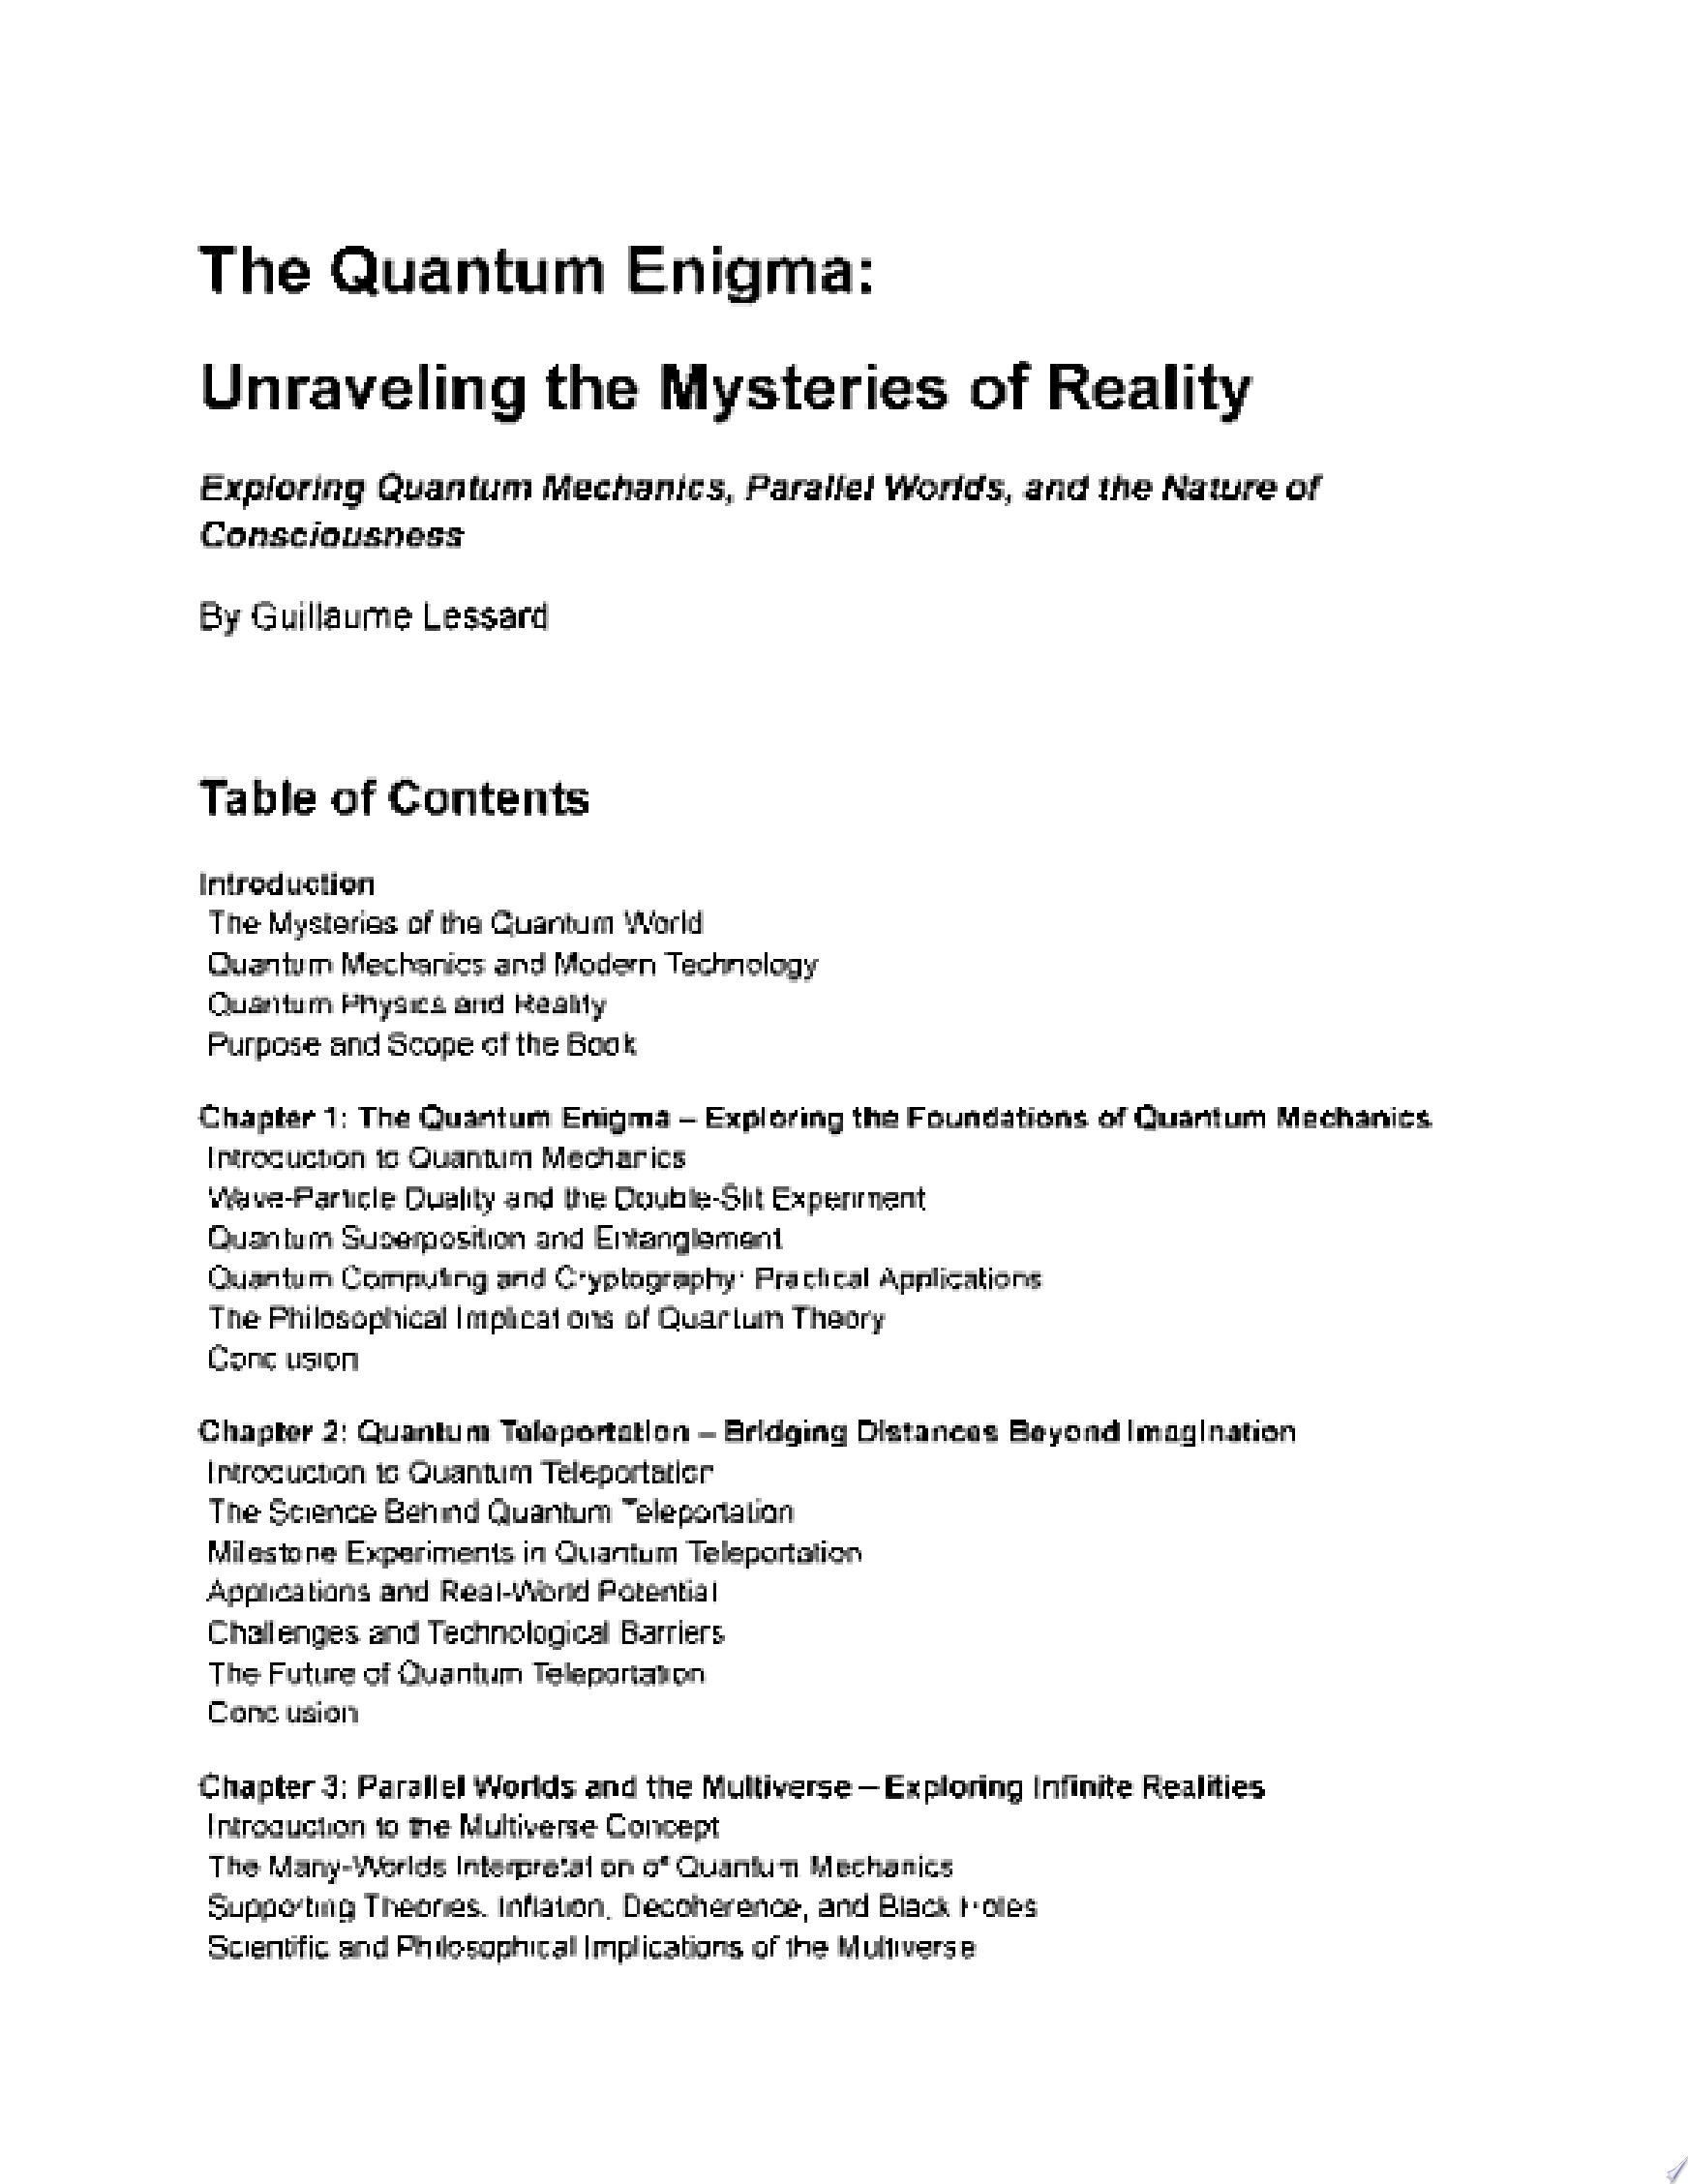 The Quantum Enigma:
Unraveling the Mysteries of Reality
Exploring Quantum Mechanics, Parallel Worlds, and the Nature of
Consciousness
By Guillaume Lessard
Table of Contents
Introduction
The Mysteries of the Quantum World
Quantum Mechanics and Modern Technology
Quantum Physics and Reality
Purpose and Scope of the Book
Chapter 1: The Quantum Enigma – Exploring the Foundations of Quantum Mechanics
Introduction to Quantum Mechanics
Wave-Particle Duality and the Double-Slit Experiment
Quantum Superposition and Entanglement
Quantum Computing and Cryptography: Practical Applications
The Philosophical Implications of Quantum Theory
Conclusion
Chapter 2: Quantum Teleportation – Bridging Distances Beyond Imagination
Introduction to Quantum Teleportation
The Science Behind Quantum Teleportation
Milestone Experiments in Quantum Teleportation
Applications and Real-World Potential
Challenges and Technological Barriers
The Future of Quantum Teleportation
Conclusion
Chapter 3: Parallel Worlds and the Multiverse – Exploring Infinite Realities
Introduction to the Multiverse Concept
The Many-Worlds Interpretation of Quantum Mechanics
Supporting Theories: Inflation, Decoherence, and Black Holes
Scientific and Philosophical Implications of the Multiverse